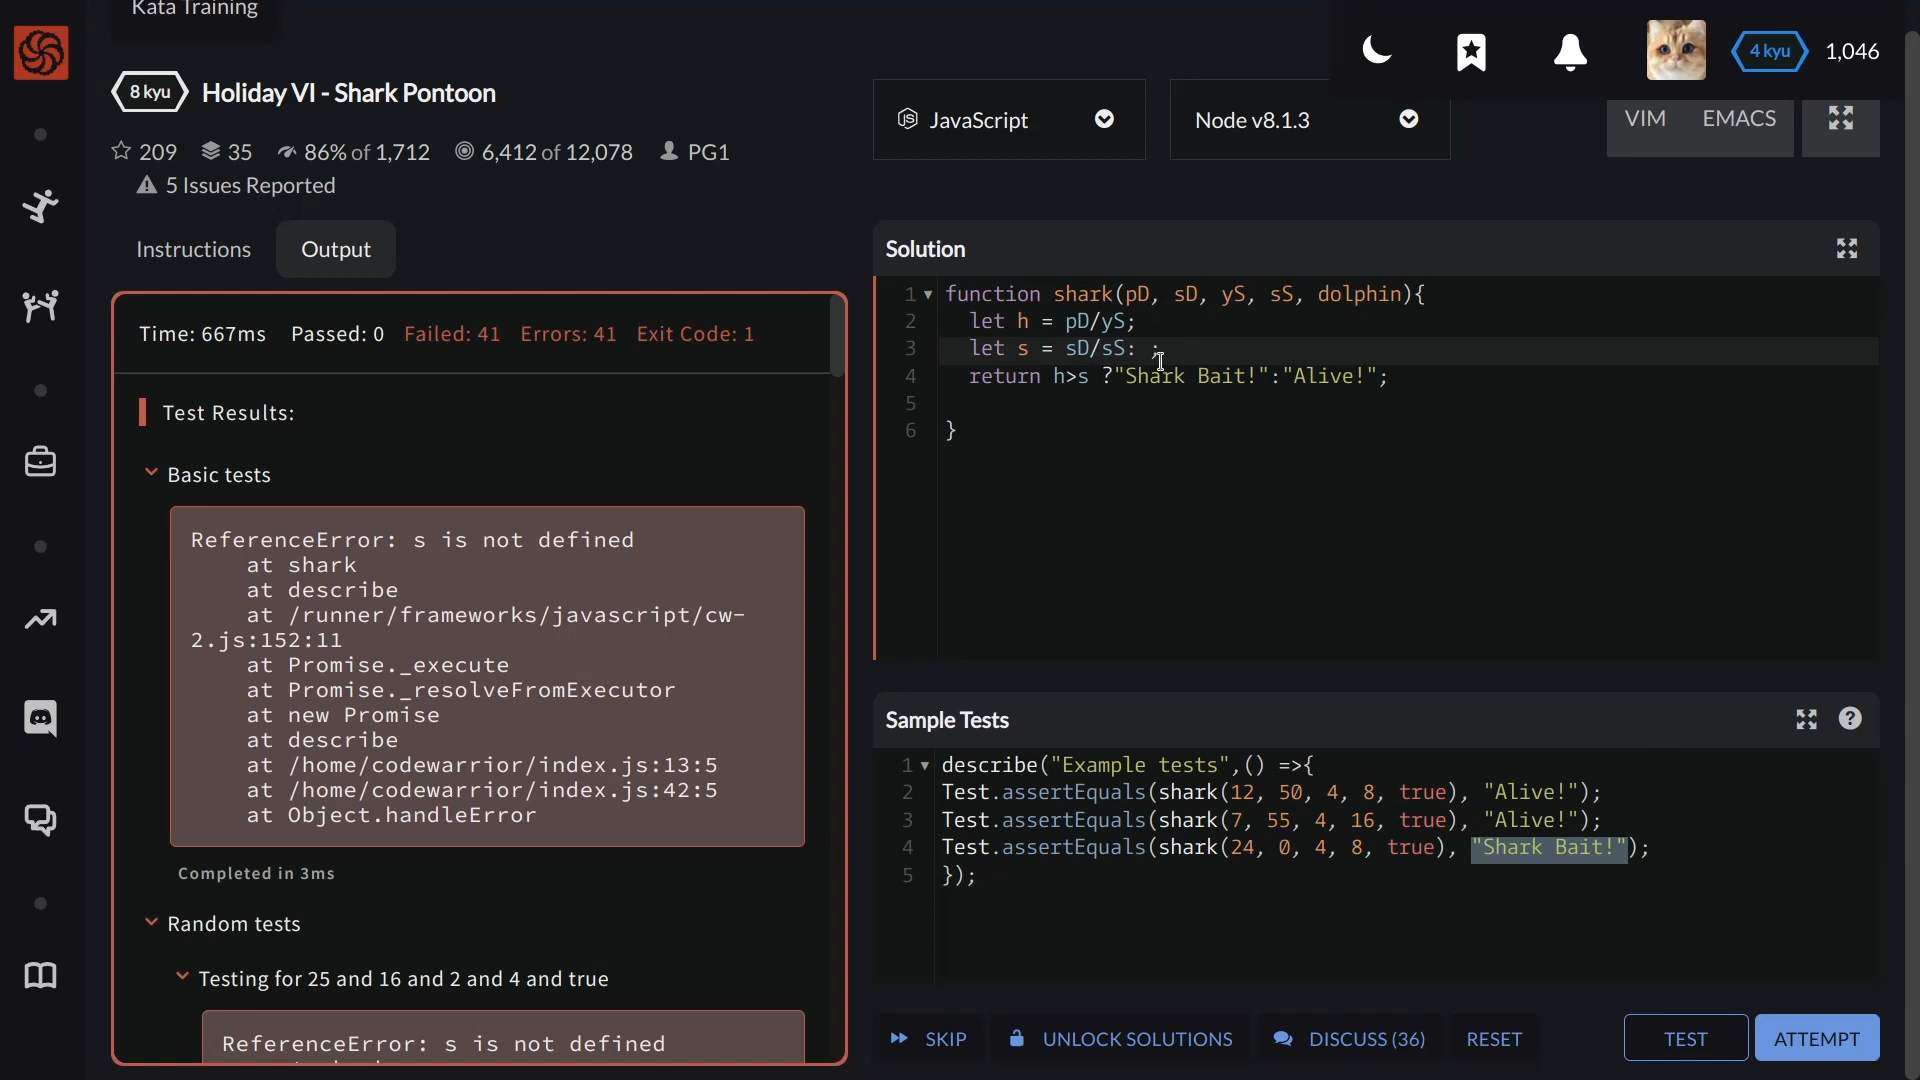 Kata Training
8 kyu Holiday VI - Shark Pontoon
209 35 86% of 1,712 6,412 of 12,078 PG1
5 Issues Reported
JavaScript
Node v8.1.3
4 kyu 1,046
VIM EMACS
Instructions Output
Time: 667ms Passed: 0 Failed: 41 Errors: 41 Exit Code: 1
Test Results:
Basic tests
ReferenceError: s is not defined
at shark
at describe
at /runner/frameworks/javascript/cw-
2.js:152:11
at Promise._execute
at Promise._resolveFromExecutor
at new Promise
at describe
at /home/codewarrior/index.js:13:5
at /home/codewarrior/index.js:42:5
at Object.handleError
Completed in 3ms
Random tests
Testing for 25 and 16 and 2 and 4 and true
ReferenceError: s is not defined
Solution
1 function shark(pD, sD, yS, sS, dolphin){
2 let h = pD/yS;
3 let s = sD/sS: ;
4 return h>s ?"Shark Bait!":"Alive!";
5
6 }
Sample Tests
1 describe("Example tests",() =>{
2 Test.assertEquals(shark(12, 50, 4, 8, true), "Alive!");
3 Test.assertEquals(shark(7, 55, 4, 16, true), "Alive!");
4 Test.assertEquals(shark(24, 0, 4, 8, true), "Shark Bait!");
5 });
SKIP UNLOCK SOLUTIONS DISCUSS (36) RESET TEST ATTEMPT